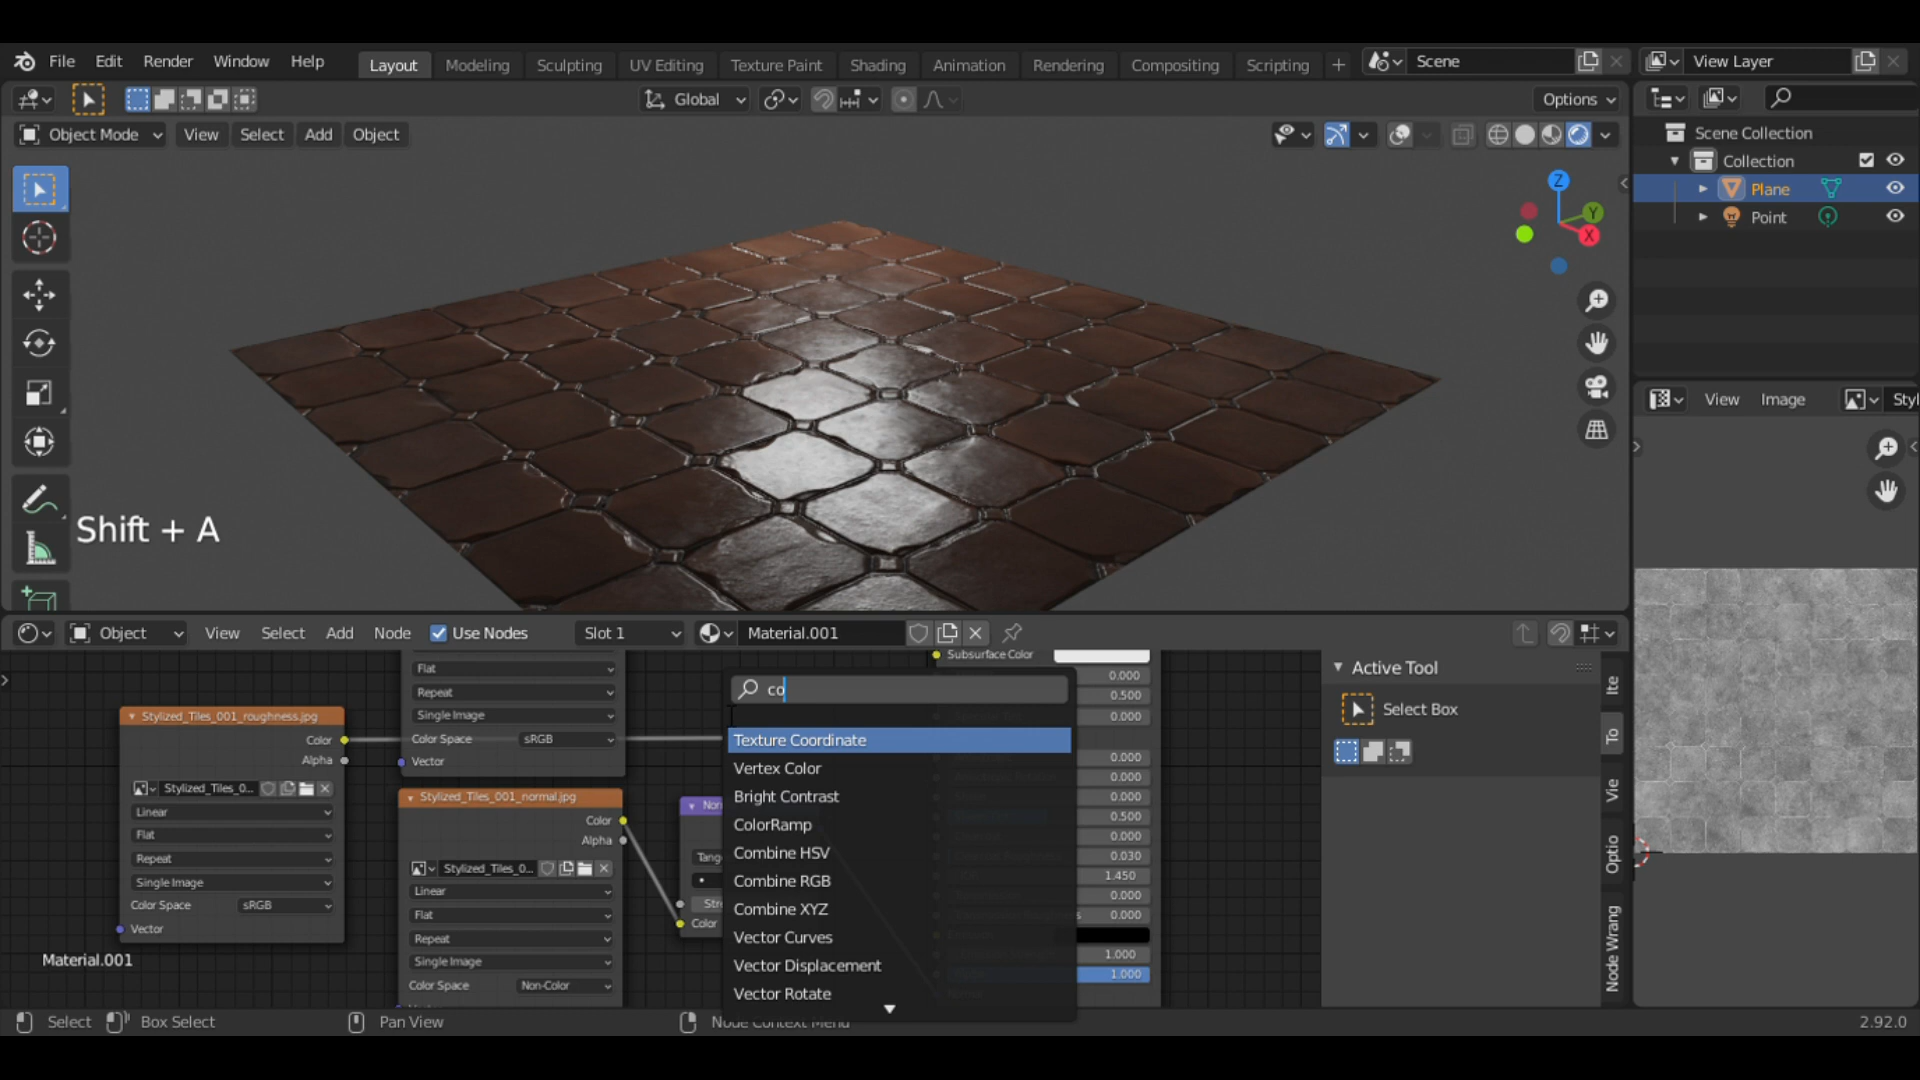 File Edit Render Window Help Layout Modeling Sculpting UV Editing Texture Paint Shading Animation Rendering Compositing Scripting + Scene View Layer
Global Options
Object Mode View Select Add Object
Scene Collection
Collection
Plane
Point
Z
Y
X
View Image Styl
Shift + A
Object View Select Add Node Use Nodes Slot 1 Material.001
Subsurface Color
Flat
0.000
Active Tool
Ite
co
Repeat
0.500
Select Box
Stylized_Tiles_001_roughness.jpg
Single Image
0.000
Color
Color Space sRGB
Texture Coordinate
To
Alpha
Vector
Vertex Color
0.000
0.000
Stylized_Tiles_0...
Stylized_Tiles_001_normal.jpg
Bright Contrast
0.000
Vie
Linear
Color
Nor
ColorRamp
0.500
Flat
Alpha
0.000
Repeat
Tang
Combine HSV
0.030
Optio
Single Image
Stylized_Tiles_0...
Combine RGB
1.450
Linear
0.000
Color Space sRGB
Flat
Stre
Combine XYZ
0.000
Vector
Repeat
Color
Vector Curves
Node Wrang
Material.001
Single Image
Vector Displacement
1.000
Color Space Non-Color
Vector Rotate
1.000
Select Box Select Pan View Node Context Menu 2.92.0